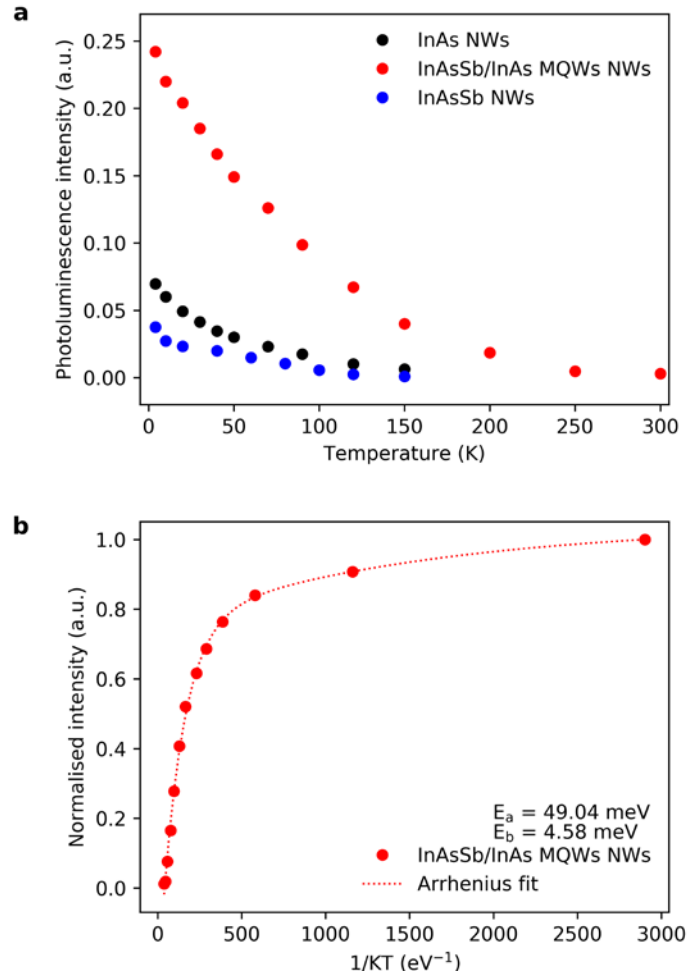 a
Photoluminescence intensity (a.u.)
0.25
0.20
0.15
0.10
0.05
0.00
InAs NWs
InAsSb/InAs MQWs NWs
InAsSb NWs
0 50 100 150 200 250 300
Temperature (K)
b
Normalised intensity (a.u.)
1.0
0.8
0.6
0.4
0.2
0.0
Eₐ = 49.04 meV
E_b = 4.58 meV
InAsSb/InAs MQWs NWs
Arrhenius fit
0 500 1000 1500 2000 2500 3000
1/KT (eV⁻¹)